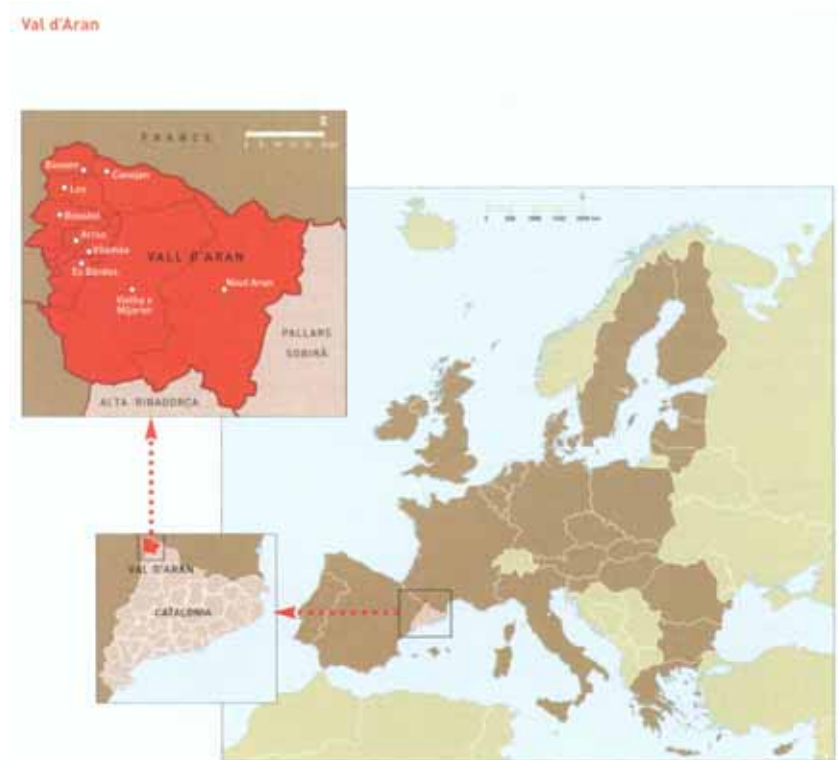 Val d'Aran
FRANCE
Bausen
Canejan
Les
Bossòst
Arres
Vilamòs
Es Bòrdes
VALL D'ARAN
Naut Aran
Vielha e
Mijaran
PALLARS
SOBIRÀ
ALTA RIBAGORÇA
VAL D'ARAN
CATALONIA